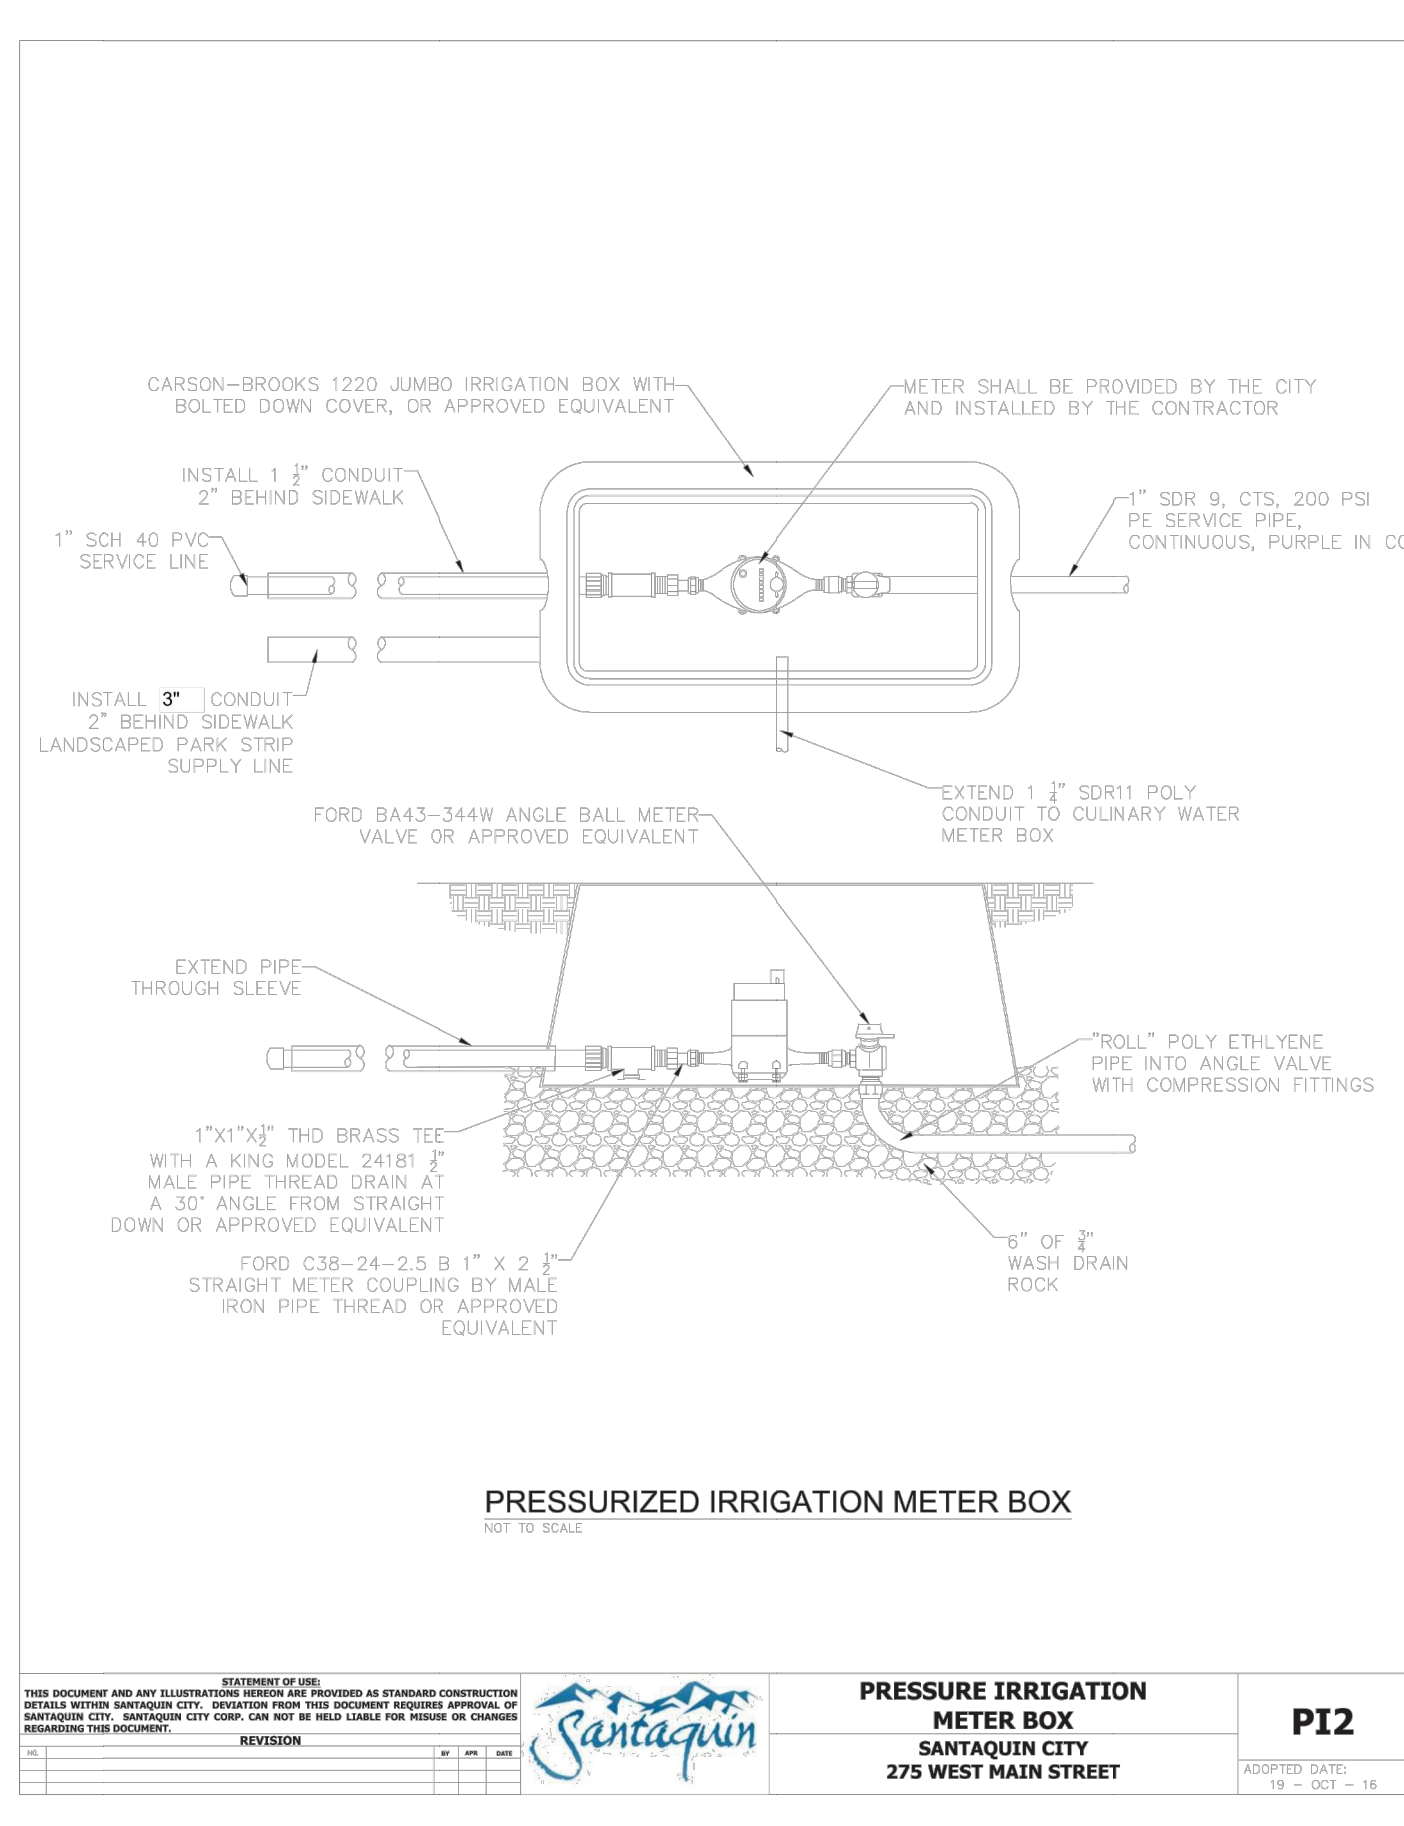 CARSON-BROOKS 1220 JUMBO IRRIGATION BOX WITH
BOLTED DOWN COVER, OR APPROVED EQUIVALENT
METER SHALL BE PROVIDED BY THE CITY
AND INSTALLED BY THE CONTRACTOR
INSTALL 1 1/2" CONDUIT
2" BEHIND SIDEWALK
1" SCH 40 PVC
SERVICE LINE
1" SDR 9, CTS, 200 PSI
PE SERVICE PIPE,
CONTINUOUS, PURPLE IN
INSTALL 3" CONDUIT
2" BEHIND SIDEWALK
LANDSCAPED PARK STRIP
SUPPLY LINE
EXTEND 1 1/4" SDR11 POLY
CONDUIT TO CULINARY WATER
METER BOX
FORD BA43-344W ANGLE BALL METER
VALVE OR APPROVED EQUIVALENT
EXTEND PIPE
THROUGH SLEEVE
"ROLL" POLY ETHLYENE
PIPE INTO ANGLE VALVE
WITH COMPRESSION FITTINGS
1"X1"X1/2" THD BRASS TEE
WITH A KING MODEL 24181 1/2"
MALE PIPE THREAD DRAIN AT
A 30° ANGLE FROM STRAIGHT
DOWN OR APPROVED EQUIVALENT
FORD C38-24-2.5 B 1" X 2 1/2"
STRAIGHT METER COUPLING BY MALE
IRON PIPE THREAD OR APPROVED
EQUIVALENT
6" OF 3/4"
WASH DRAIN
ROCK
PRESSURIZED IRRIGATION METER BOX
NOT TO SCALE
STATEMENT OF USE:
THIS DOCUMENT AND ANY ILLUSTRATIONS HEREON ARE PROVIDED AS STANDARD CONSTRUCTION
DETAILS WITHIN SANTAQUIN CITY. DEVIATION FROM THIS DOCUMENT REQUIRES APPROVAL OF
SANTAQUIN CITY. SANTAQUIN CITY CORP. CAN NOT BE HELD LIABLE FOR MISUSE OR CHANGES
REGARDING THIS DOCUMENT.
REVISION
NO. BY APR DATE
Santaquin
PRESSURE IRRIGATION
METER BOX
SANTAQUIN CITY
275 WEST MAIN STREET
PI2
ADOPTED DATE:
19 - OCT - 16